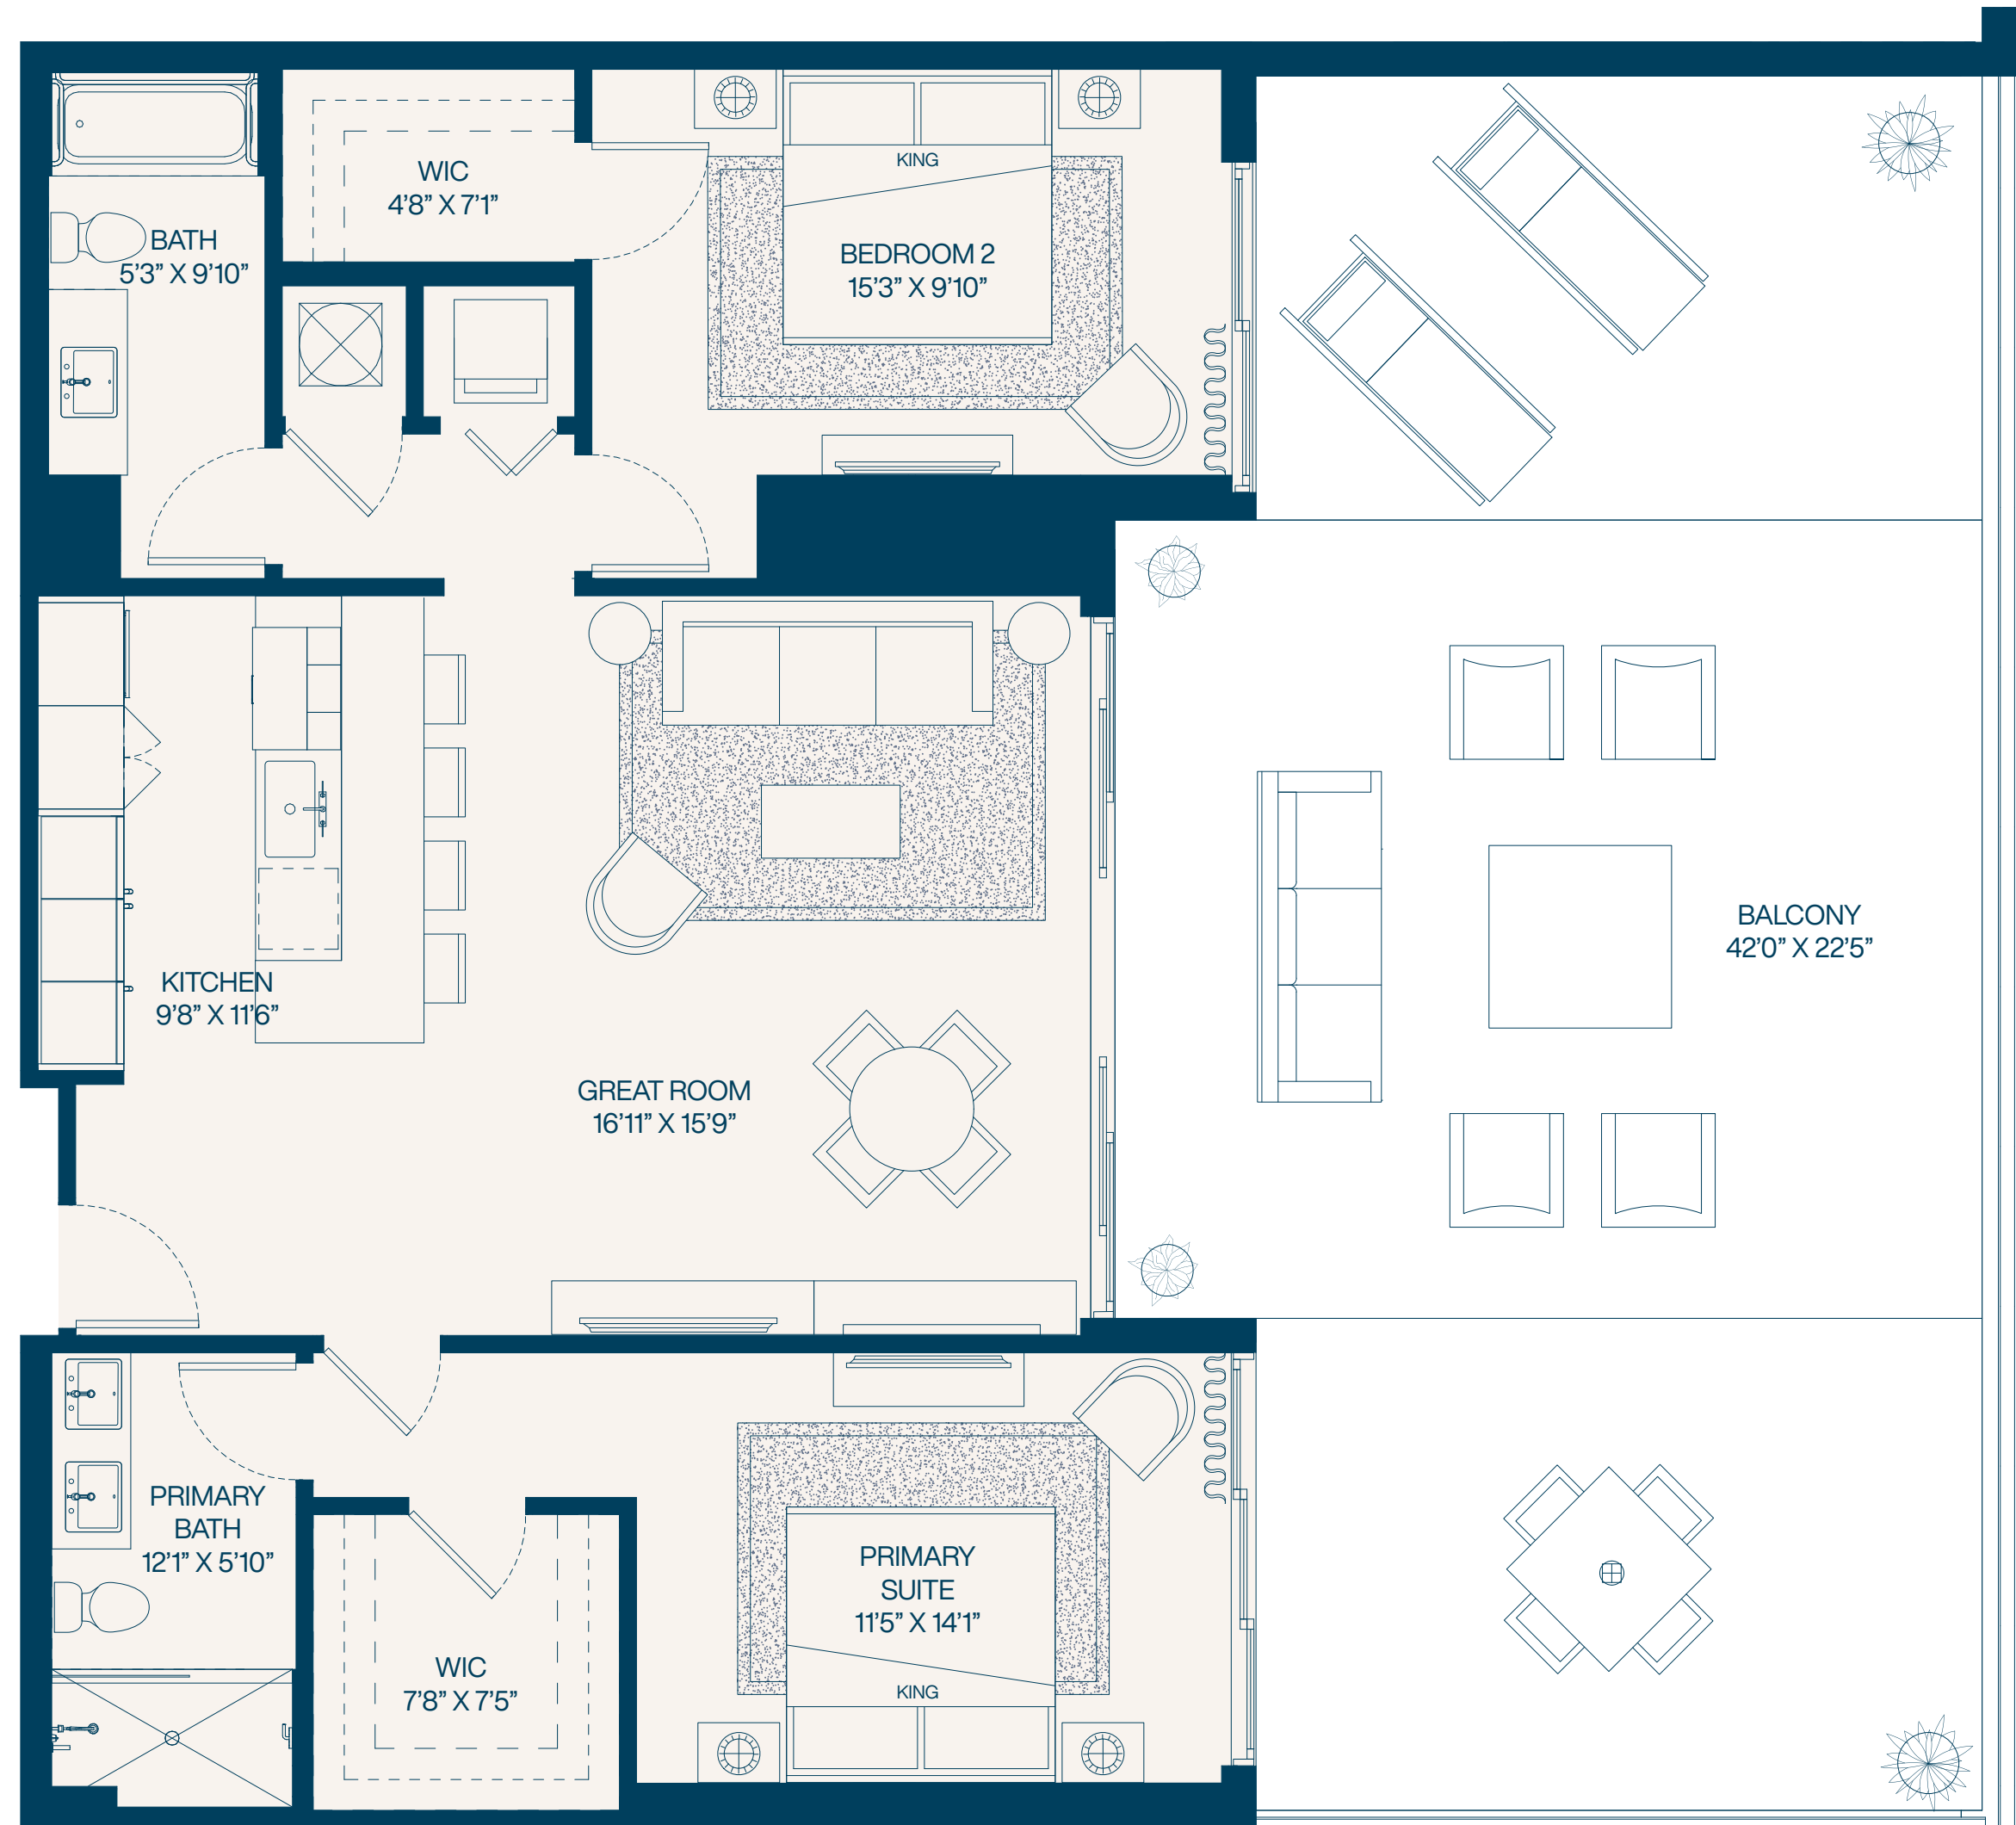 WIC
4’8” X 7’1”
KING
BATH
5’3” X 9’10”
BEDROOM 2
15’3” X 9’10”
BALCONY
42’0” X 22’5”
KITCHEN
9’8” X 11’6”
GREAT ROOM
16’11” X 15’9”
PRIMARY
BATH
12’1” X 5’10”
PRIMARY
SUITE
11’5” X 14’1”
WIC
7’8” X 7’5”
KING